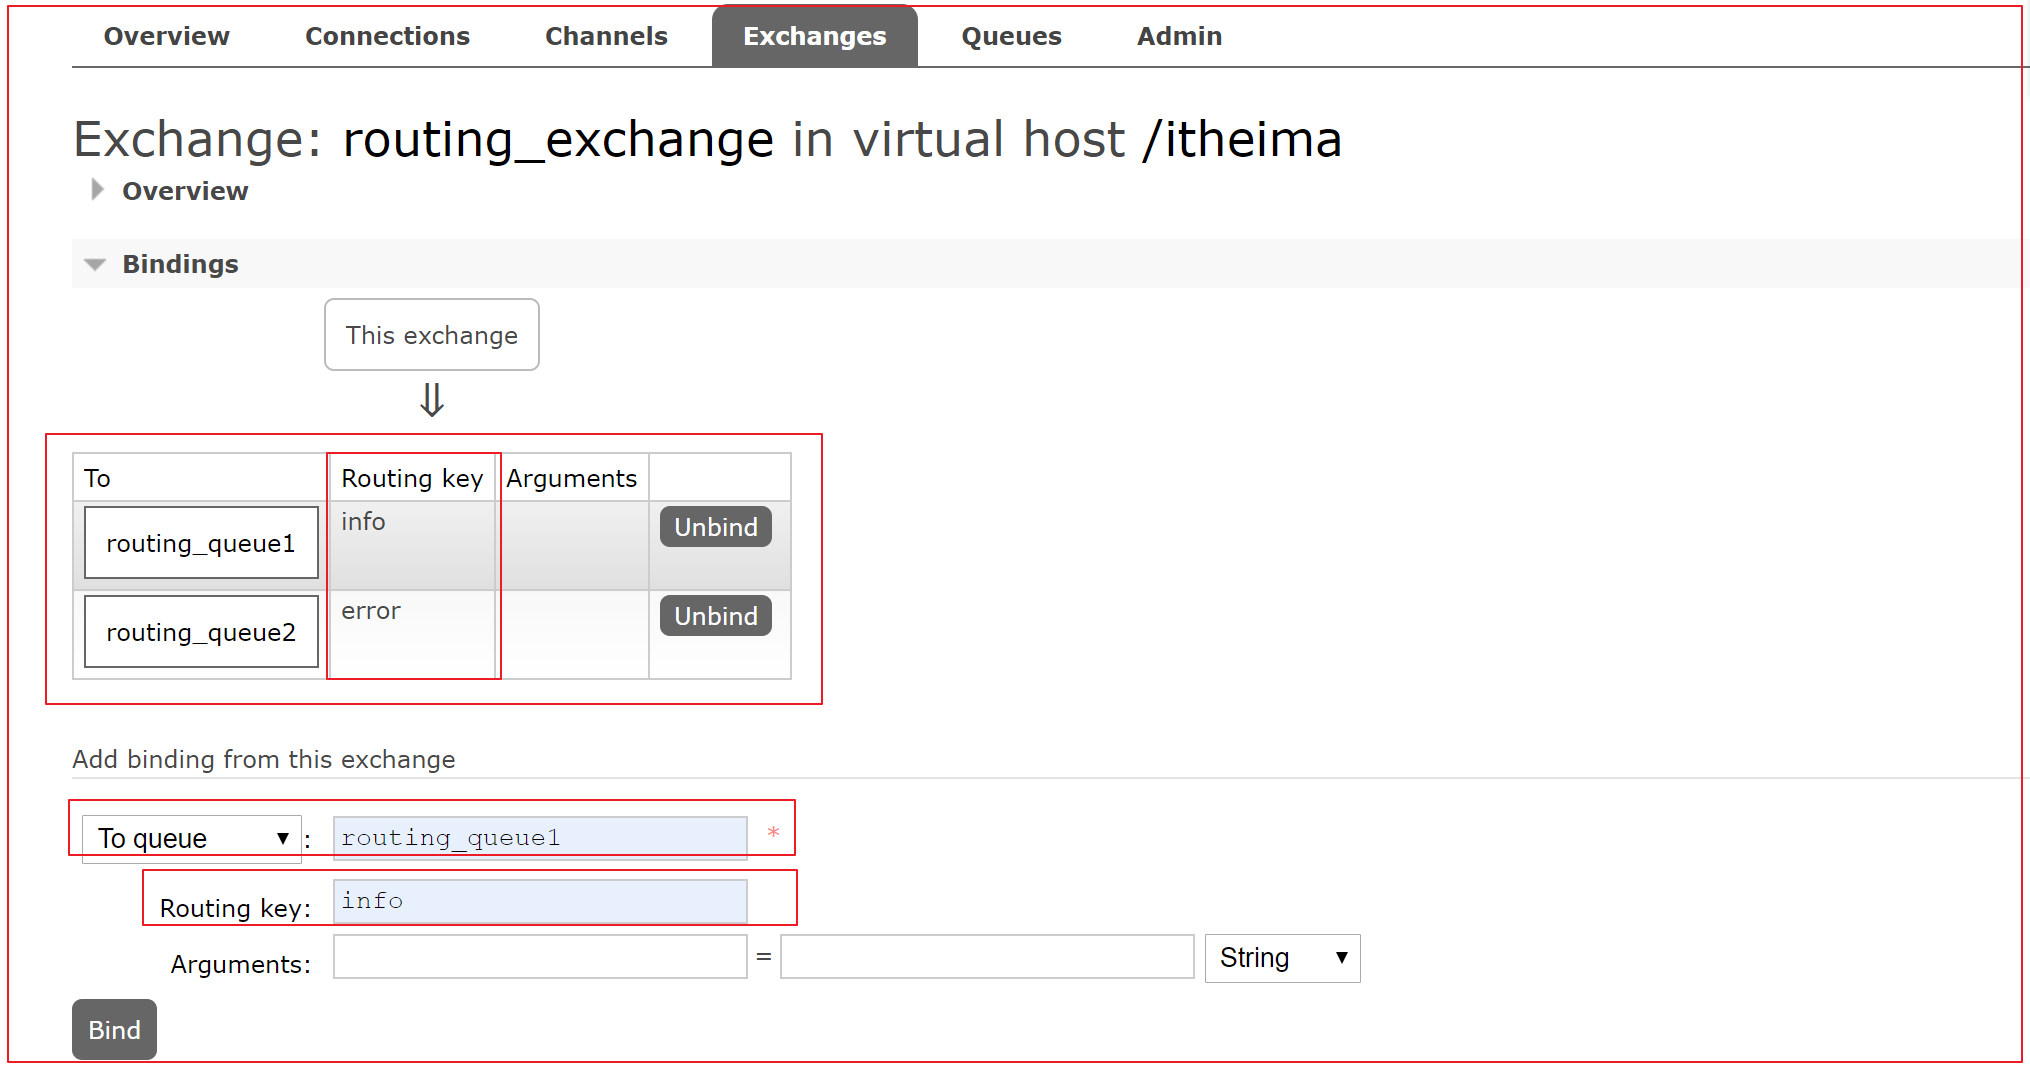 Overview Connections Channels Exchanges Queues Admin
Exchange: routing_exchange in virtual host /itheima
Overview
Bindings
This exchange
⇓
To Routing key Arguments
routing_queue1 info Unbind
routing_queue2 error Unbind
Add binding from this exchange
To queue ▼ : routing_queue1 *
Routing key: info
Arguments: = String ▼
Bind